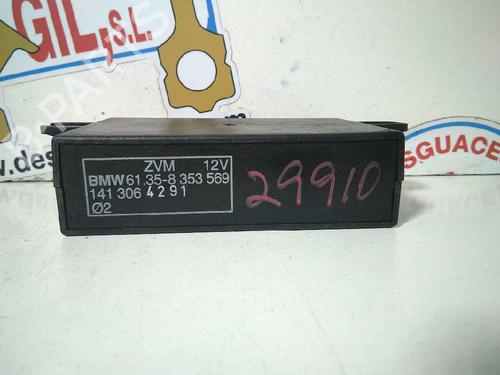 GIL,S.L.
www.des
SGUACE
ZVM 12V
BMW 61.35-8 353 569
141 306 4291
Ø2
29910